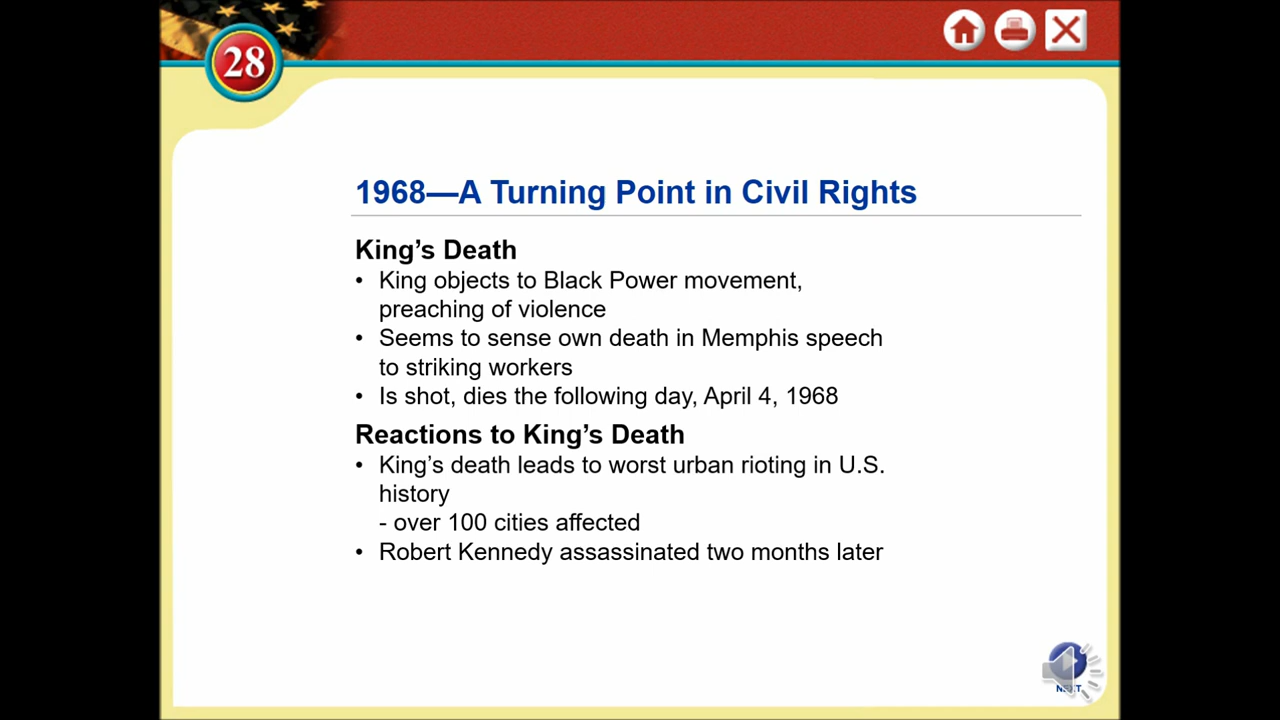 28
1968—A Turning Point in Civil Rights
King’s Death
• King objects to Black Power movement,
preaching of violence
• Seems to sense own death in Memphis speech
to striking workers
• Is shot, dies the following day, April 4, 1968
Reactions to King’s Death
• King’s death leads to worst urban rioting in U.S.
history
- over 100 cities affected
• Robert Kennedy assassinated two months later